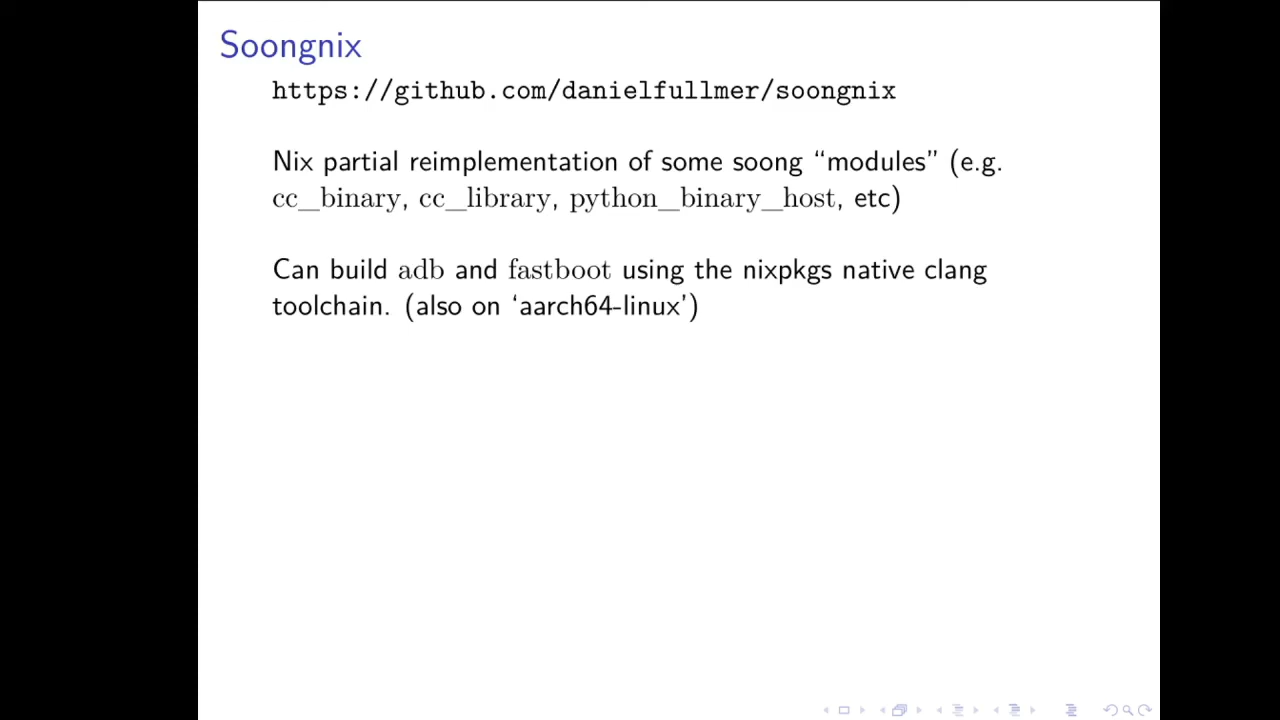 Soongnix
https://github.com/danielfullmer/soongnix
Nix partial reimplementation of some soong “modules” (e.g.
cc_binary, cc_library, python_binary_host, etc)
Can build adb and fastboot using the nixpkgs native clang
toolchain. (also on ‘aarch64-linux’)